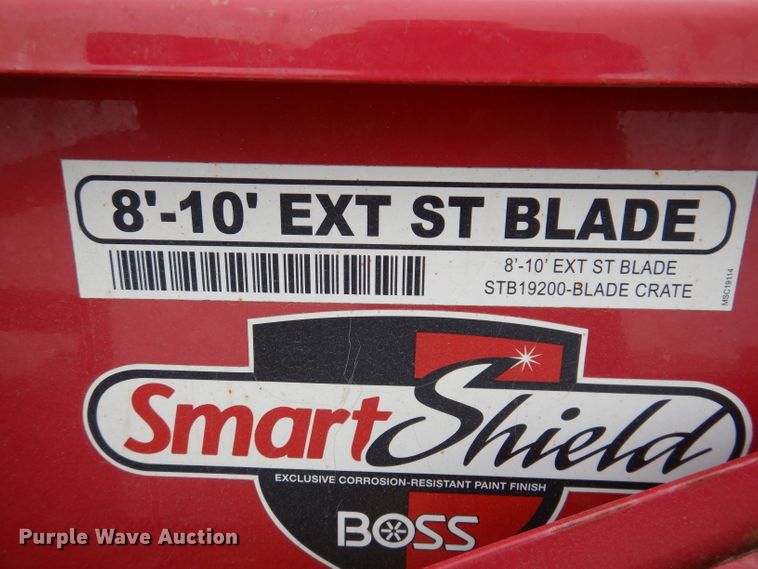 8'-10' EXT ST BLADE
8'-10' EXT ST BLADE
STB19200-BLADE CRATE
MSC19114
SmartShield
EXCLUSIVE CORROSION-RESISTANT PAINT FINISH
BOSS
Purple Wave Auction